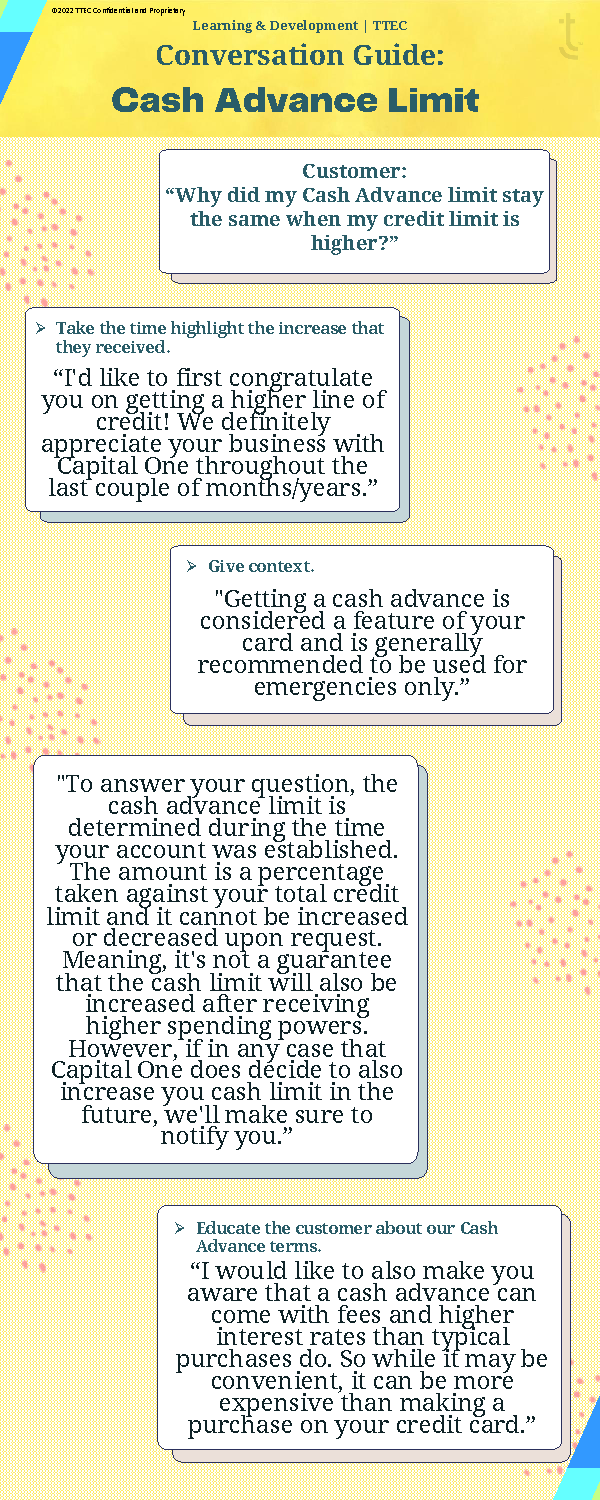 ©2022 TTEC Confidential and Proprietary
Learning & Development | TTEC
Conversation Guide:
Cash Advance Limit
Customer:
“Why did my Cash Advance limit stay
the same when my credit limit is
higher?”
➢ Take the time highlight the increase that
they received.
“I'd like to first congratulate
you on getting a higher line of
credit! We definitely
appreciate your business with
Capital One throughout the
last couple of months/years.”
➢ Give context.
"Getting a cash advance is
considered a feature of your
card and is generally
recommended to be used for
emergencies only.”
"To answer your question, the
cash advance limit is
determined during the time
your account was established.
The amount is a percentage
taken against your total credit
limit and it cannot be increased
or decreased upon request.
Meaning, it's not a guarantee
that the cash limit will also be
increased after receiving
higher spending powers.
However, if in any case that
Capital One does decide to also
increase you cash limit in the
future, we'll make sure to
notify you.”
➢ Educate the customer about our Cash
Advance terms.
“I would like to also make you
aware that a cash advance can
come with fees and higher
interest rates than typical
purchases do. So while it may be
convenient, it can be more
expensive than making a
purchase on your credit card.”